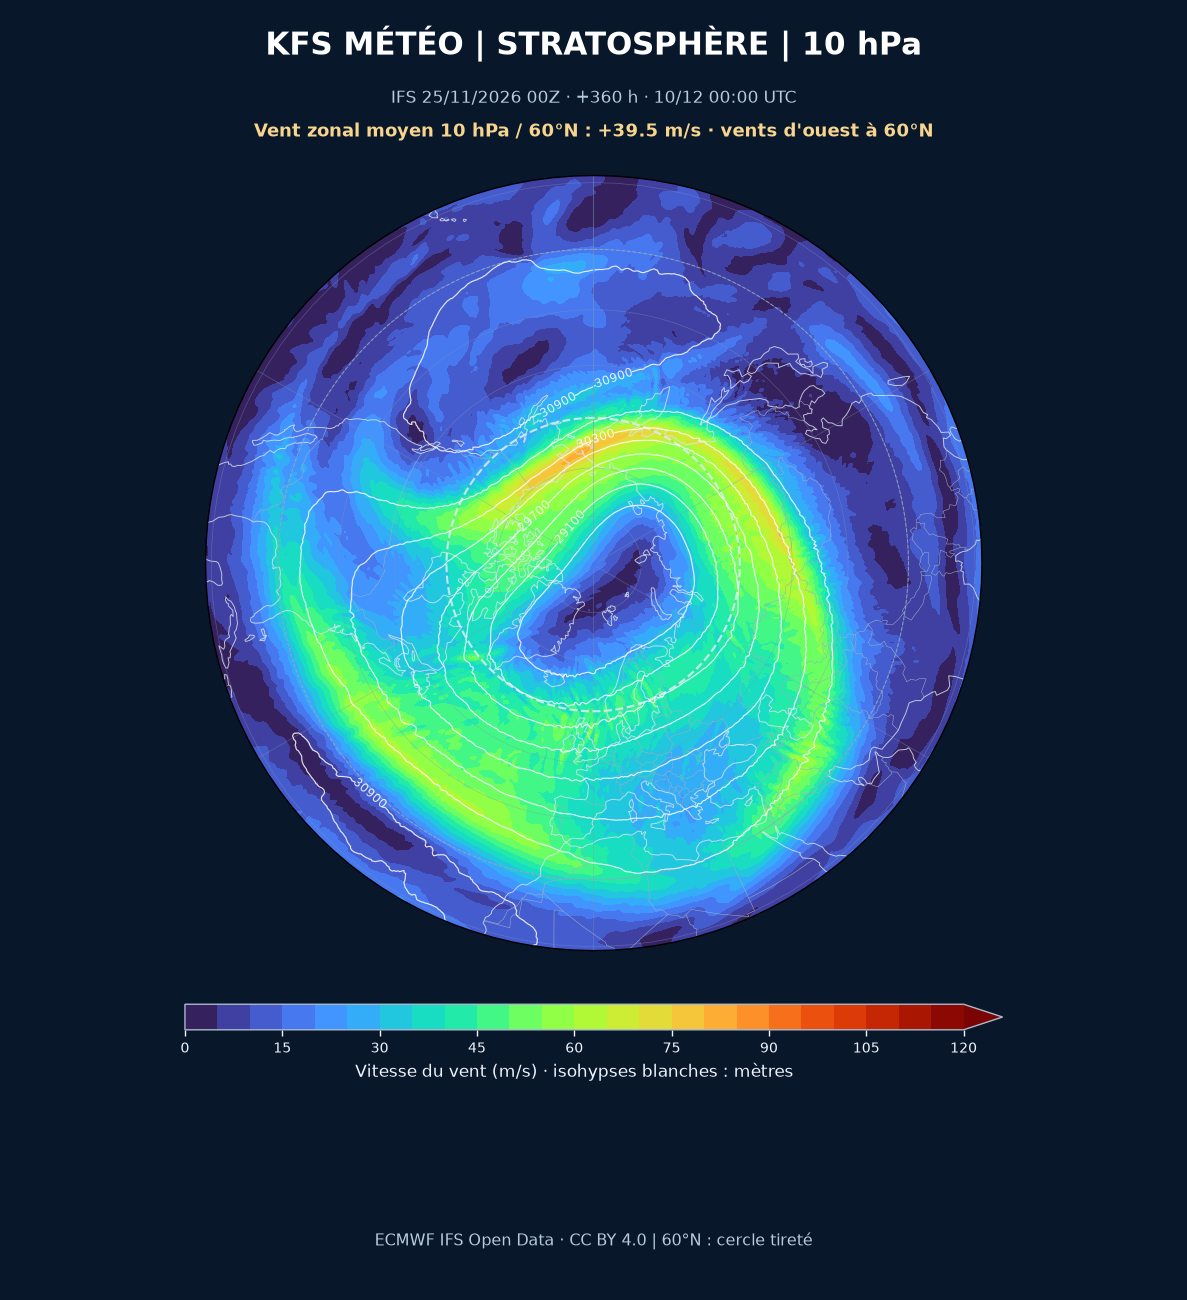 KFS MÉTÉO | STRATOSPHÈRE | 10 hPa
IFS 25/11/2026 00Z · +360 h · 10/12 00:00 UTC
Vent zonal moyen 10 hPa / 60°N : +39.5 m/s · vents d'ouest à 60°N
30900
30900
30300
29700
29100
30900
0 15 30 45 60 75 90 105 120
Vitesse du vent (m/s) · isohypses blanches : mètres
ECMWF IFS Open Data · CC BY 4.0 | 60°N : cercle tireté